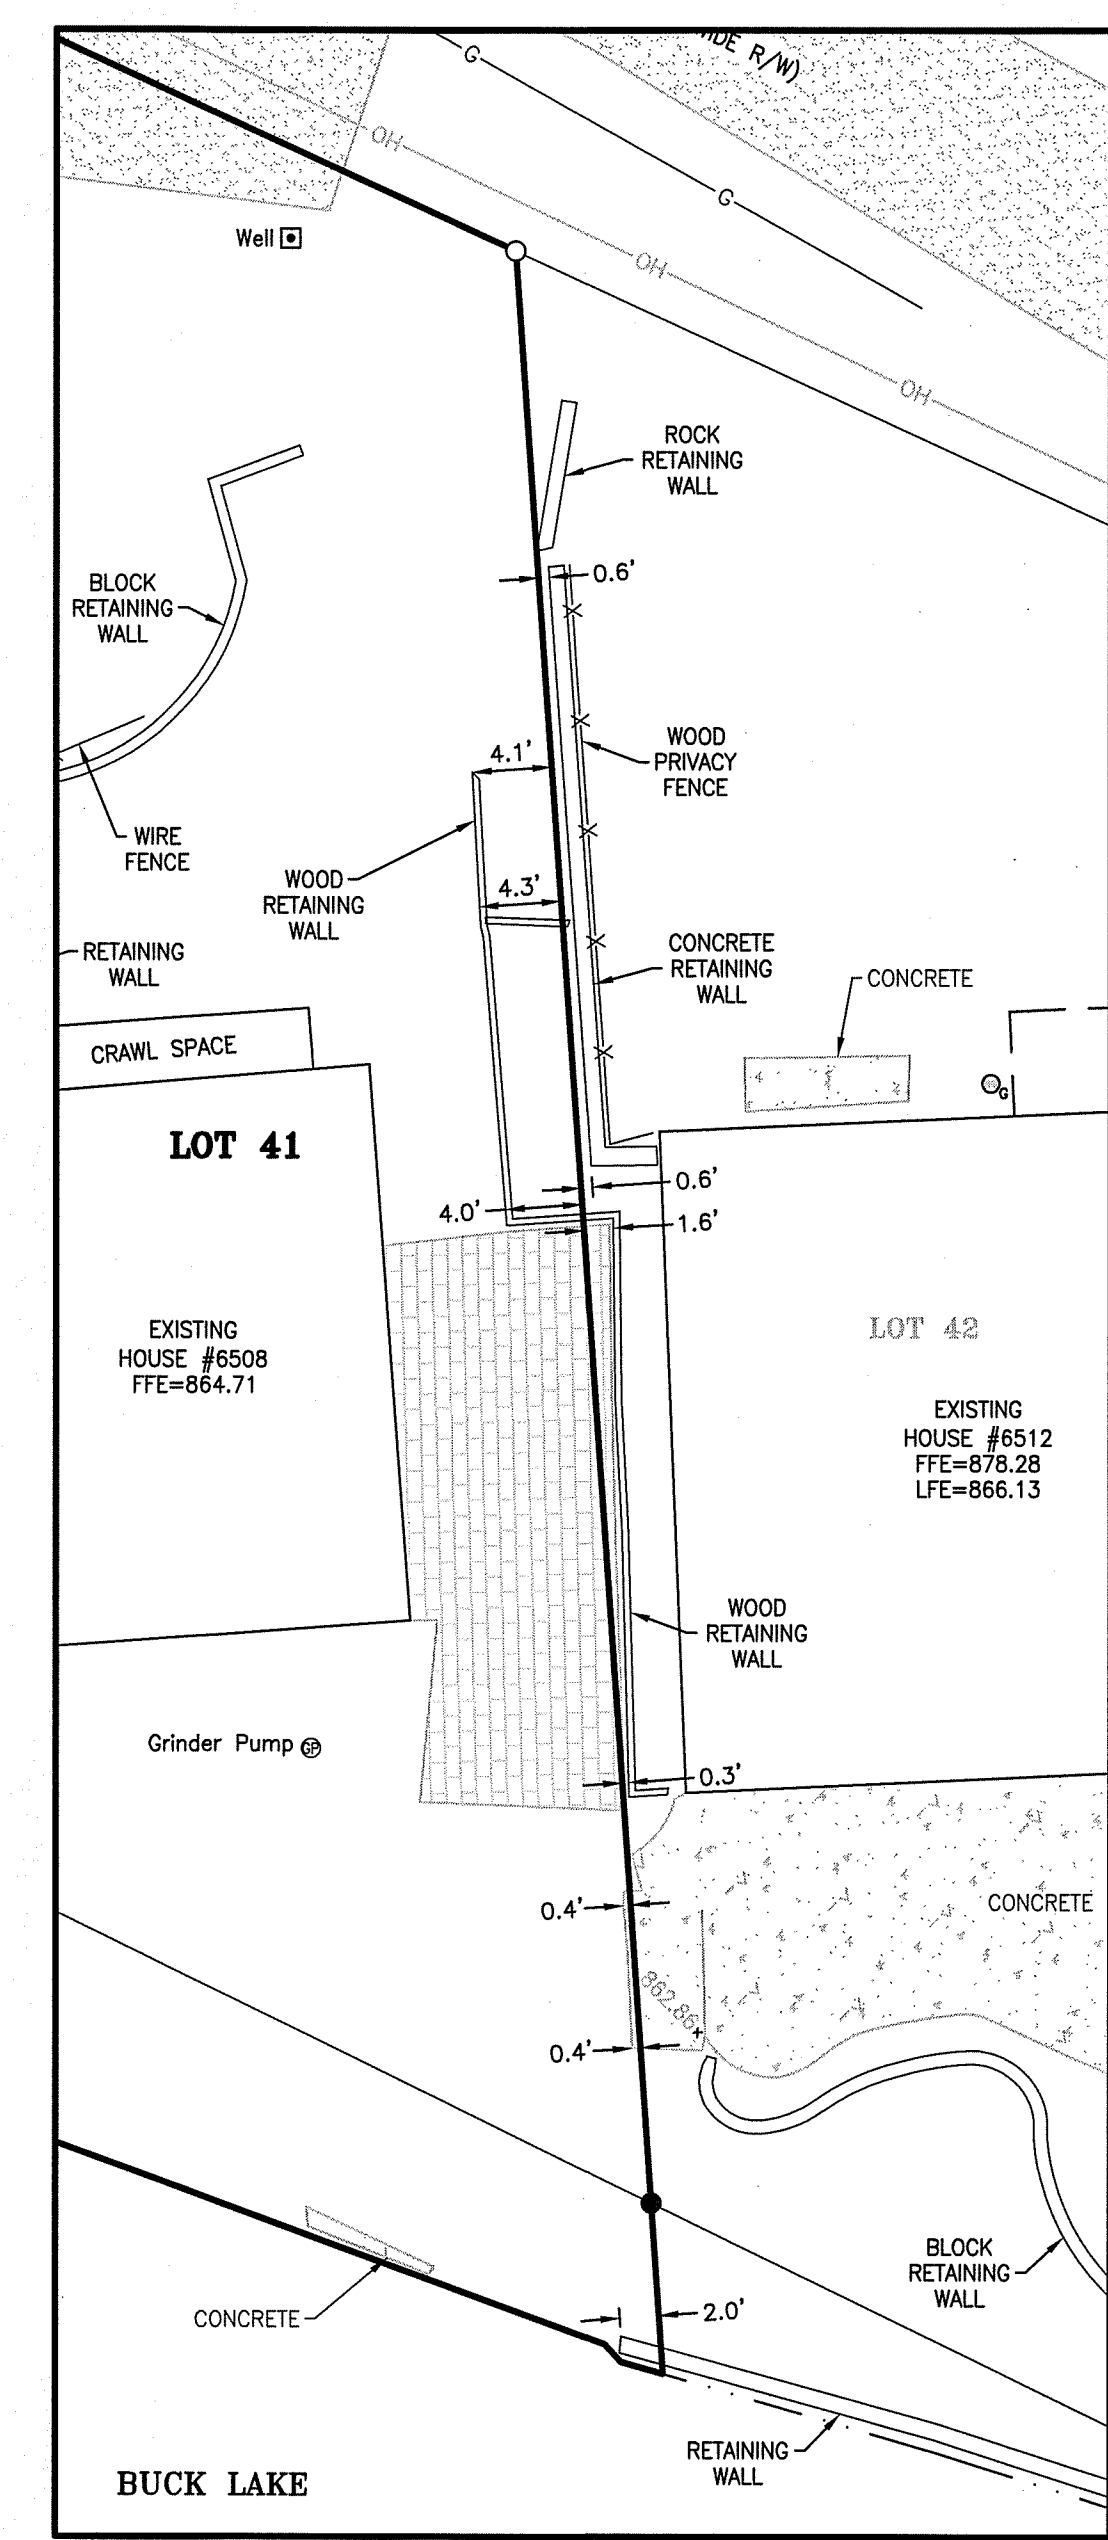 WIDE R/W)
G
OH
G
Well
OH
OH
ROCK
RETAINING
WALL
0.6'
BLOCK
RETAINING
WALL
WOOD
PRIVACY
FENCE
4.1'
WIRE
FENCE
WOOD
RETAINING
WALL
4.3'
RETAINING
WALL
CONCRETE
RETAINING
WALL
CONCRETE
CRAWL SPACE
G
LOT 41
0.6'
4.0'
1.6'
EXISTING
HOUSE #6508
FFE=864.71
LOT 42
EXISTING
HOUSE #6512
FFE=878.28
LFE=866.13
WOOD
RETAINING
WALL
Grinder Pump GP
0.3'
0.4'
CONCRETE
862.86
0.4'
BLOCK
RETAINING
WALL
2.0'
CONCRETE
RETAINING
WALL
BUCK LAKE